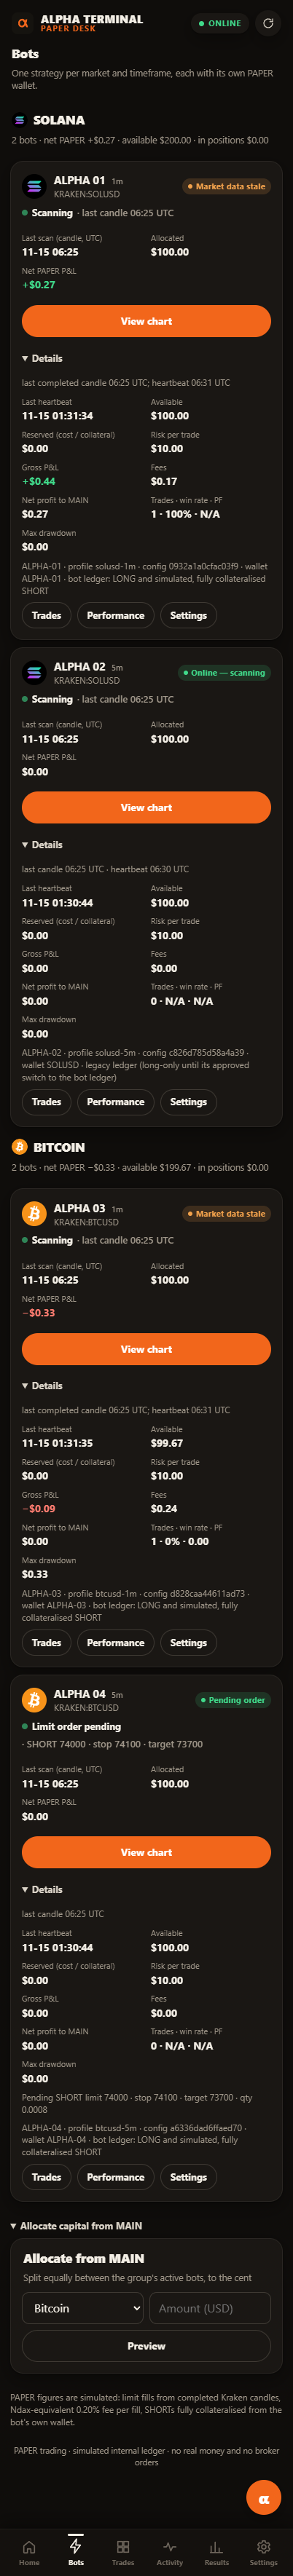 α ALPHA TERMINAL
PAPER DESK
ONLINE
Bots
One strategy per market and timeframe, each with its own PAPER
wallet.
SOLANA
2 bots · net PAPER +$0.27 · available $200.00 · in positions $0.00
ALPHA 01 1m
KRAKEN:SOLUSD
Market data stale
Scanning · last candle 06:25 UTC
Last scan (candle, UTC) Allocated
11-15 06:25 $100.00
Net PAPER P&L
+$0.27
View chart
▼ Details
last completed candle 06:25 UTC; heartbeat 06:31 UTC
Last heartbeat Available
11-15 01:31:34 $100.00
Reserved (cost / collateral) Risk per trade
$0.00 $10.00
Gross P&L Fees
+$0.44 $0.17
Net profit to MAIN Trades · win rate · PF
$0.27 1 · 100% · N/A
Max drawdown
$0.00
ALPHA-01 · profile solusd-1m · config 0932a1a0cfac03f9 · wallet
ALPHA-01 · bot ledger: LONG and simulated, fully collateralised
SHORT
Trades Performance Settings
ALPHA 02 5m
KRAKEN:SOLUSD
Online — scanning
Scanning · last candle 06:25 UTC
Last scan (candle, UTC) Allocated
11-15 06:25 $100.00
Net PAPER P&L
$0.00
View chart
▼ Details
last candle 06:25 UTC · heartbeat 06:30 UTC
Last heartbeat Available
11-15 01:30:44 $100.00
Reserved (cost / collateral) Risk per trade
$0.00 $10.00
Gross P&L Fees
$0.00 $0.00
Net profit to MAIN Trades · win rate · PF
$0.00 0 · N/A · N/A
Max drawdown
$0.00
ALPHA-02 · profile solusd-5m · config c826d785d58a4a39 ·
wallet SOLUSD · legacy ledger (long-only until its approved
switch to the bot ledger)
Trades Performance Settings
BITCOIN
2 bots · net PAPER −$0.33 · available $199.67 · in positions $0.00
ALPHA 03 1m
KRAKEN:BTCUSD
Market data stale
Scanning · last candle 06:25 UTC
Last scan (candle, UTC) Allocated
11-15 06:25 $100.00
Net PAPER P&L
−$0.33
View chart
▼ Details
last completed candle 06:25 UTC; heartbeat 06:31 UTC
Last heartbeat Available
11-15 01:31:35 $99.67
Reserved (cost / collateral) Risk per trade
$0.00 $10.00
Gross P&L Fees
−$0.09 $0.24
Net profit to MAIN Trades · win rate · PF
$0.00 1 · 0% · 0.00
Max drawdown
$0.33
ALPHA-03 · profile btcusd-1m · config d828caa44611ad73 ·
wallet ALPHA-03 · bot ledger: LONG and simulated, fully
collateralised SHORT
Trades Performance Settings
ALPHA 04 5m
KRAKEN:BTCUSD
Pending order
Limit order pending
· SHORT 74000 · stop 74100 · target 73700
Last scan (candle, UTC) Allocated
11-15 06:25 $100.00
Net PAPER P&L
$0.00
View chart
▼ Details
last candle 06:25 UTC
Last heartbeat Available
11-15 01:30:44 $100.00
Reserved (cost / collateral) Risk per trade
$0.00 $10.00
Gross P&L Fees
$0.00 $0.00
Net profit to MAIN Trades · win rate · PF
$0.00 0 · N/A · N/A
Max drawdown
$0.00
Pending SHORT limit 74000 · stop 74100 · target 73700 · qty
0.0008
ALPHA-04 · profile btcusd-5m · config a6336dad6ffaed70 ·
wallet ALPHA-04 · bot ledger: LONG and simulated, fully
collateralised SHORT
Trades Performance Settings
▼ Allocate capital from MAIN
Allocate from MAIN
Split equally between the group's active bots, to the cent
Bitcoin Amount (USD)
Preview
PAPER figures are simulated: limit fills from completed Kraken candles,
Ndax-equivalent 0.20% fee per fill, SHORTs fully collateralised from the
bot's own wallet.
PAPER trading · simulated internal ledger · no real money and no broker
orders
α
Home Bots Trades Activity Results Settings